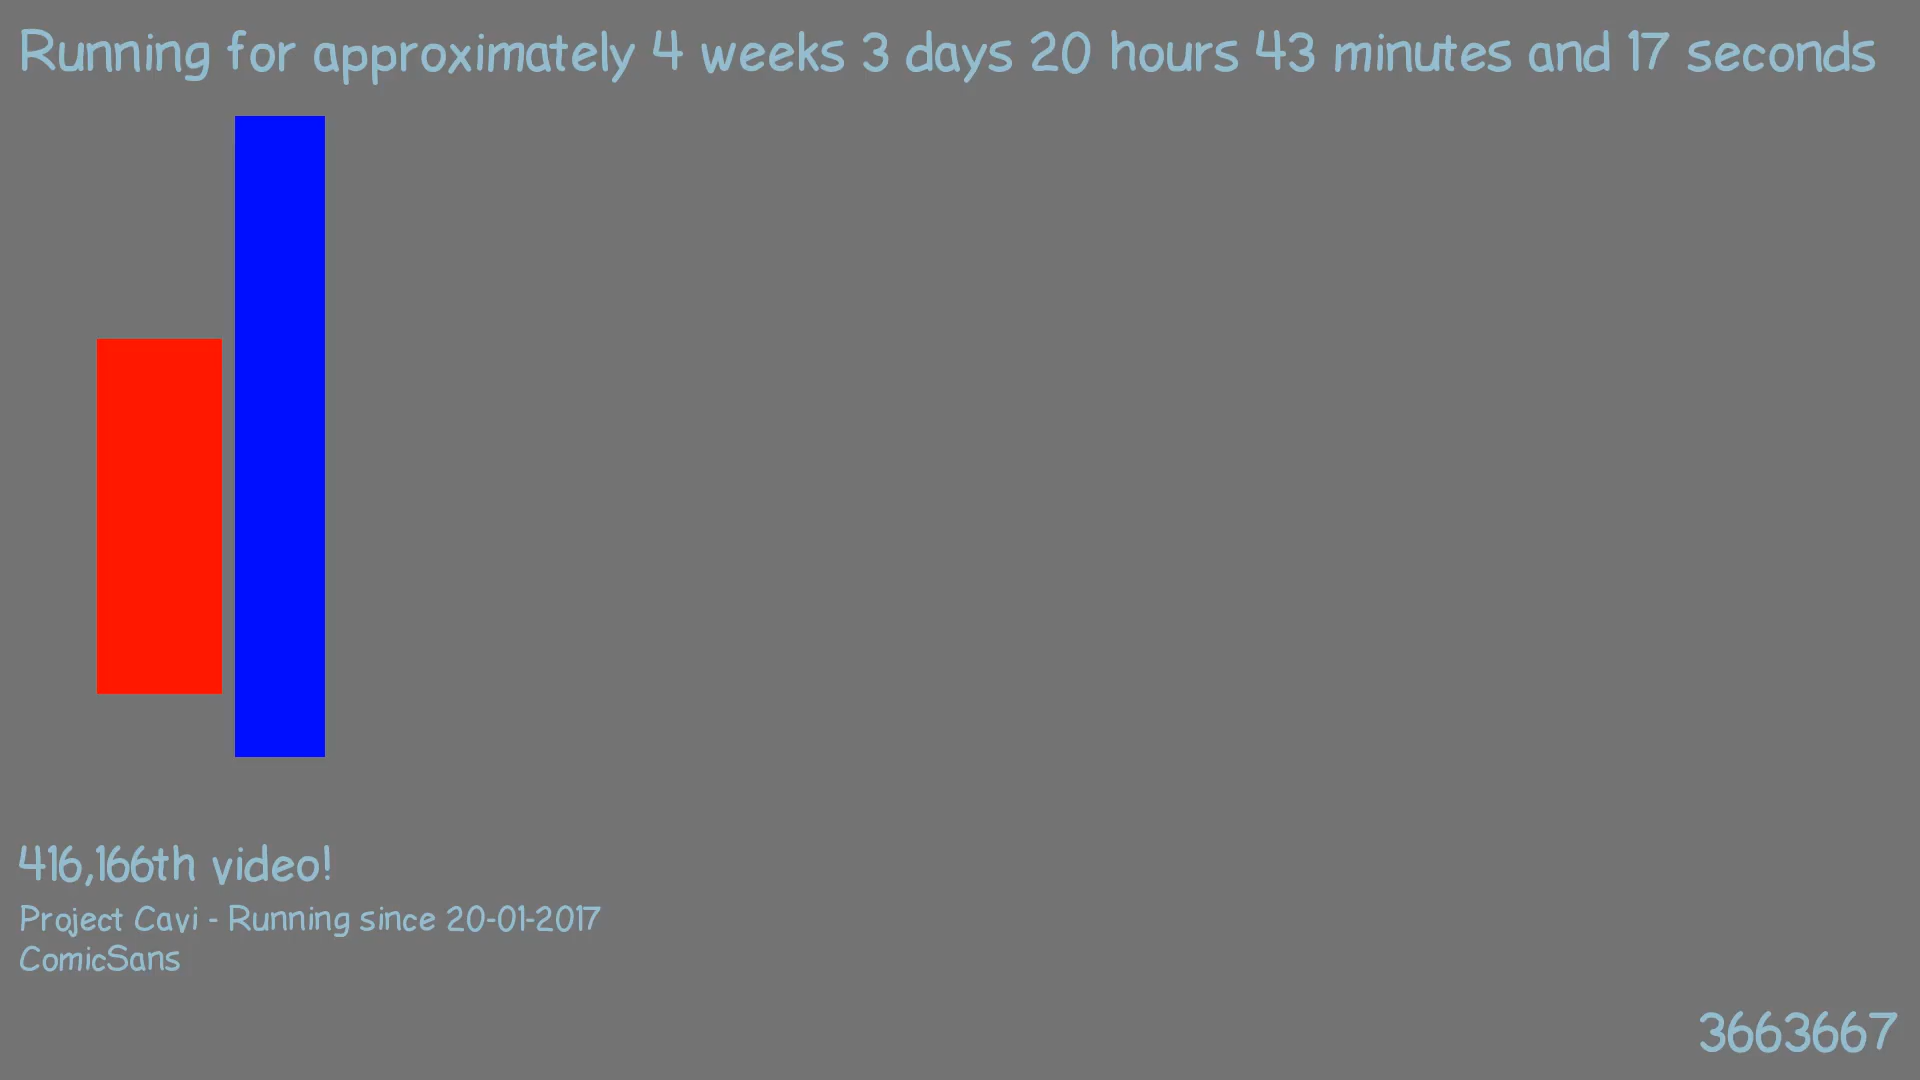 Running for approximately 4 weeks 3 days 20 hours 43 minutes and 17 seconds
416,166th video!
Project Cavi - Running since 20-01-2017
ComicSans
3663667